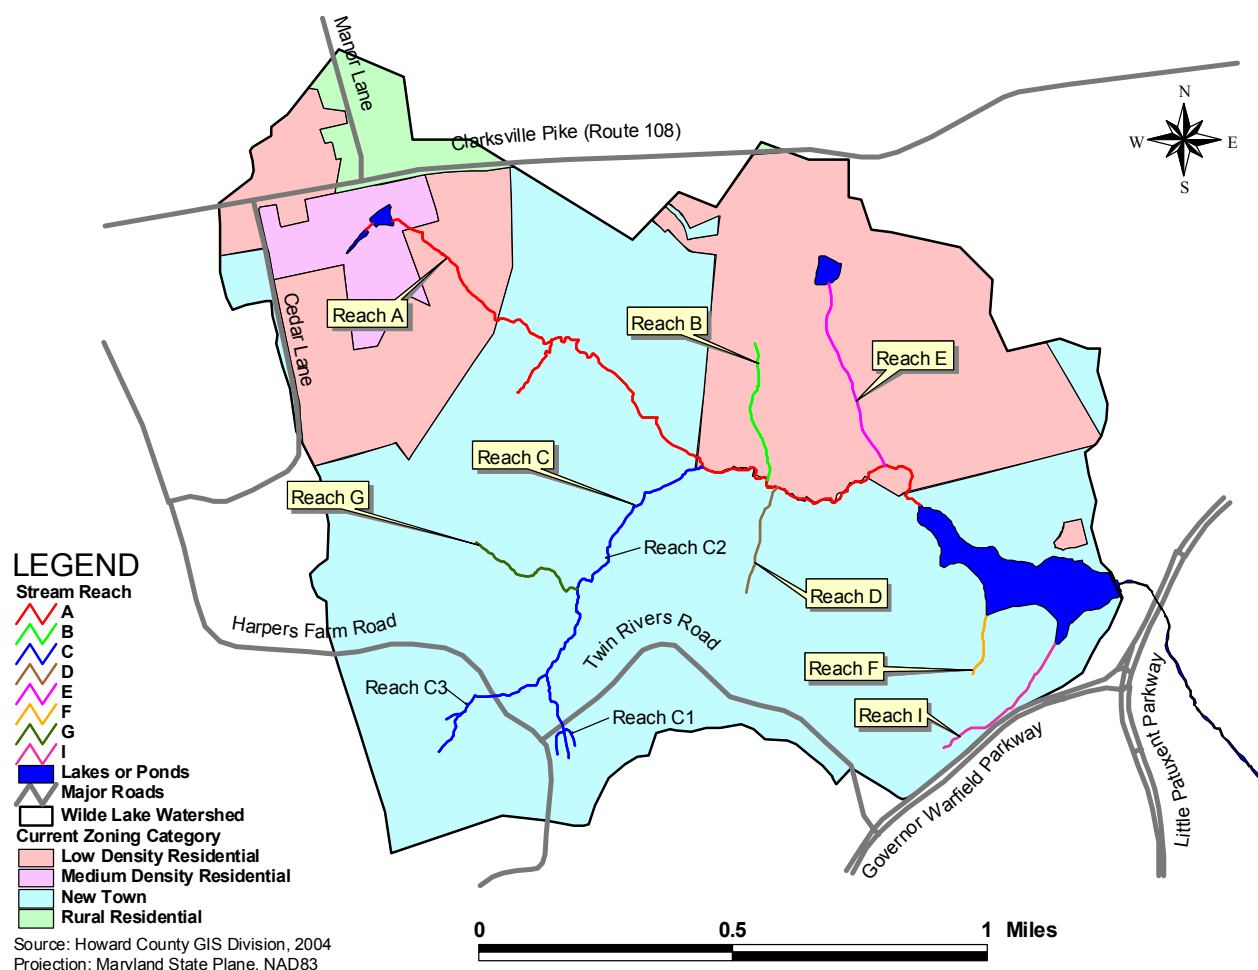 Manor Lane
Clarksville Pike (Route 108)
N
W
E
S
Cedar Lane
Reach A
Reach B
Reach E
Reach C
Reach G
Reach C2
Reach D
Harpers Farm Road
Twin Rivers Road
Reach F
Reach C3
Reach C1
Reach I
Governor Warfield Parkway
Little Patuxent Parkway
LEGEND
Stream Reach
A
B
C
D
E
F
G
I
Lakes or Ponds
Major Roads
Wilde Lake Watershed
Current Zoning Category
Low Density Residential
Medium Density Residential
New Town
Rural Residential
Source: Howard County GIS Division, 2004
Projection: Maryland State Plane, NAD83
0 0.5 1 Miles